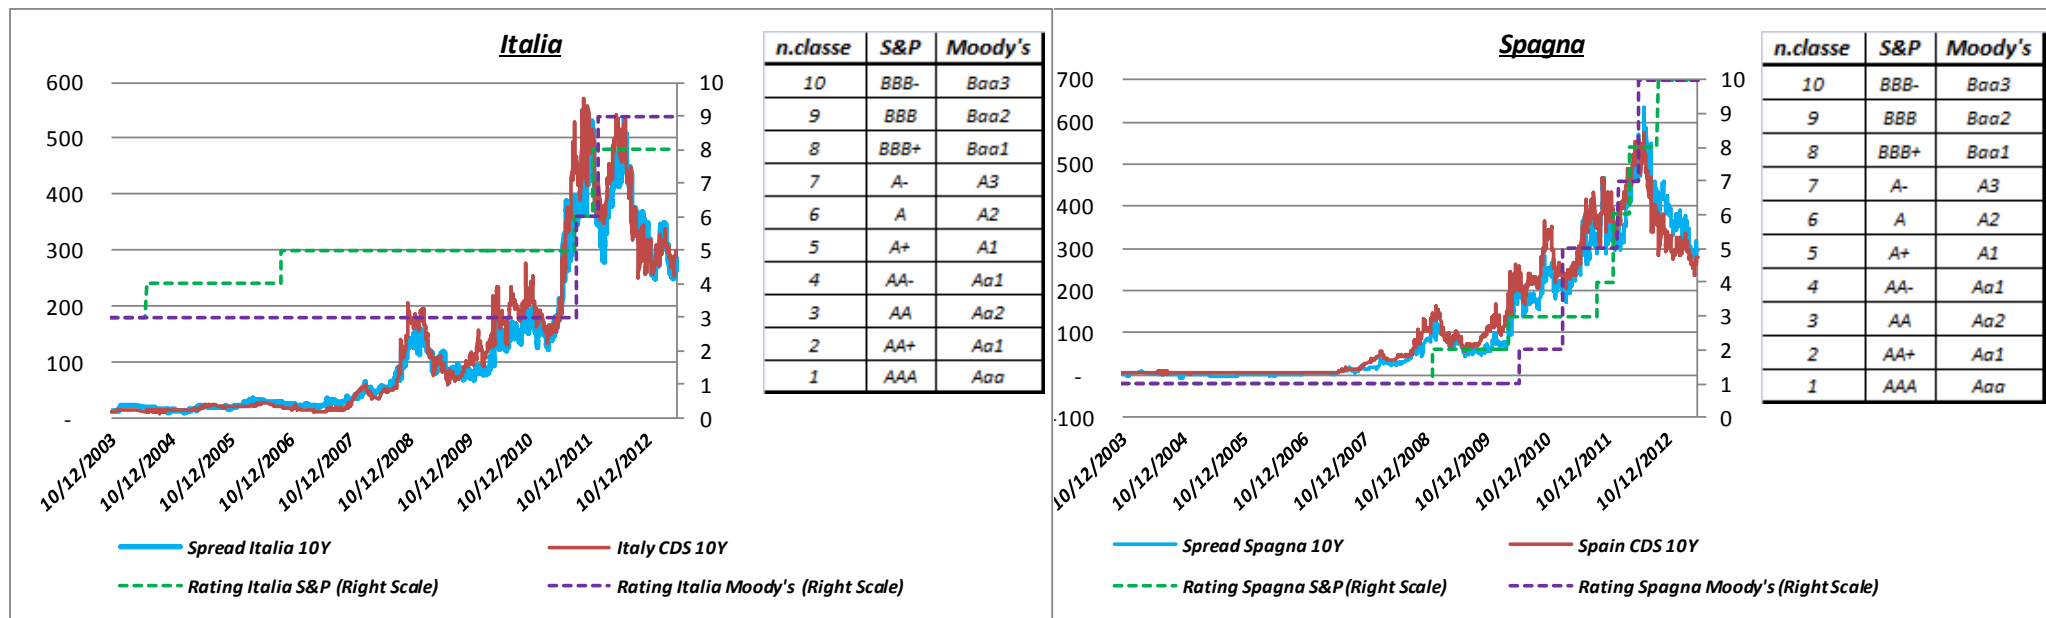 Italia
600
500
400
300
200
100
-
10
9
8
7
6
5
4
3
2
1
0
10/12/2003
10/12/2004
10/12/2005
10/12/2006
10/12/2007
10/12/2008
10/12/2009
10/12/2010
10/12/2011
10/12/2012
Spread Italia 10Y
Italy CDS 10Y
Rating Italia S&P (Right Scale)
Rating Italia Moody's (Right Scale)
n.classe S&P Moody's
10 BBB- Baa3
9 BBB Baa2
8 BBB+ Baa1
7 A- A3
6 A A2
5 A+ A1
4 AA- Aa1
3 AA Aa2
2 AA+ Aa1
1 AAA Aaa
Spagna
700
600
500
400
300
200
100
-
-100
10
9
8
7
6
5
4
3
2
1
0
10/12/2003
10/12/2004
10/12/2005
10/12/2006
10/12/2007
10/12/2008
10/12/2009
10/12/2010
10/12/2011
10/12/2012
Spread Spagna 10Y
Spain CDS 10Y
Rating Spagna S&P (Right Scale)
Rating Spagna Moody's (Right Scale)
n.classe S&P Moody's
10 BBB- Baa3
9 BBB Baa2
8 BBB+ Baa1
7 A- A3
6 A A2
5 A+ A1
4 AA- Aa1
3 AA Aa2
2 AA+ Aa1
1 AAA Aaa